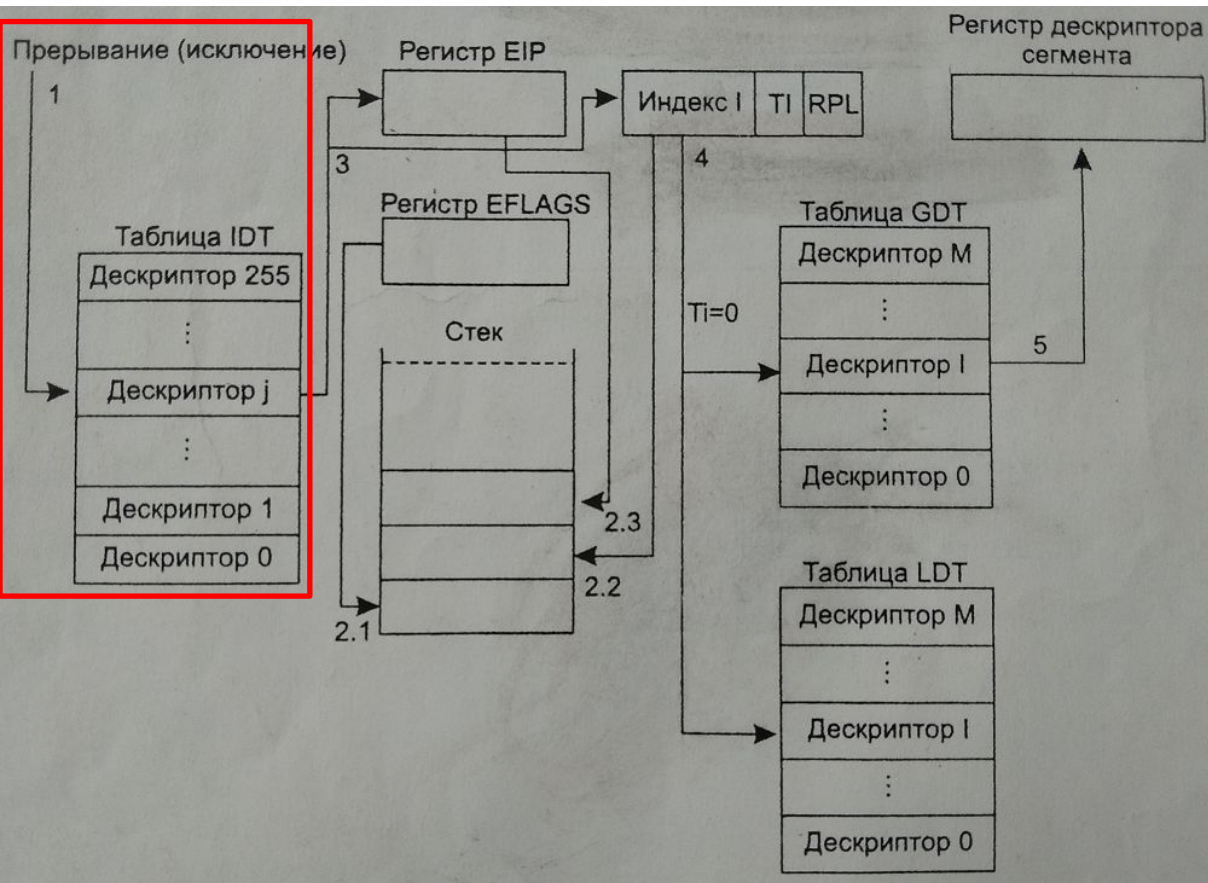 Прерывание (исключение)
1
Таблица IDT
Дескриптор 255
⋮
Дескриптор j
⋮
Дескриптор 1
Дескриптор 0
Регистр EIP
3
Регистр EFLAGS
Стек
2.3
2.2
2.1
Индекс I TI RPL
4
Ti=0
Регистр дескриптора
сегмента
Таблица GDT
Дескриптор M
⋮
Дескриптор I
⋮
Дескриптор 0
5
Таблица LDT
Дескриптор M
⋮
Дескриптор I
⋮
Дескриптор 0